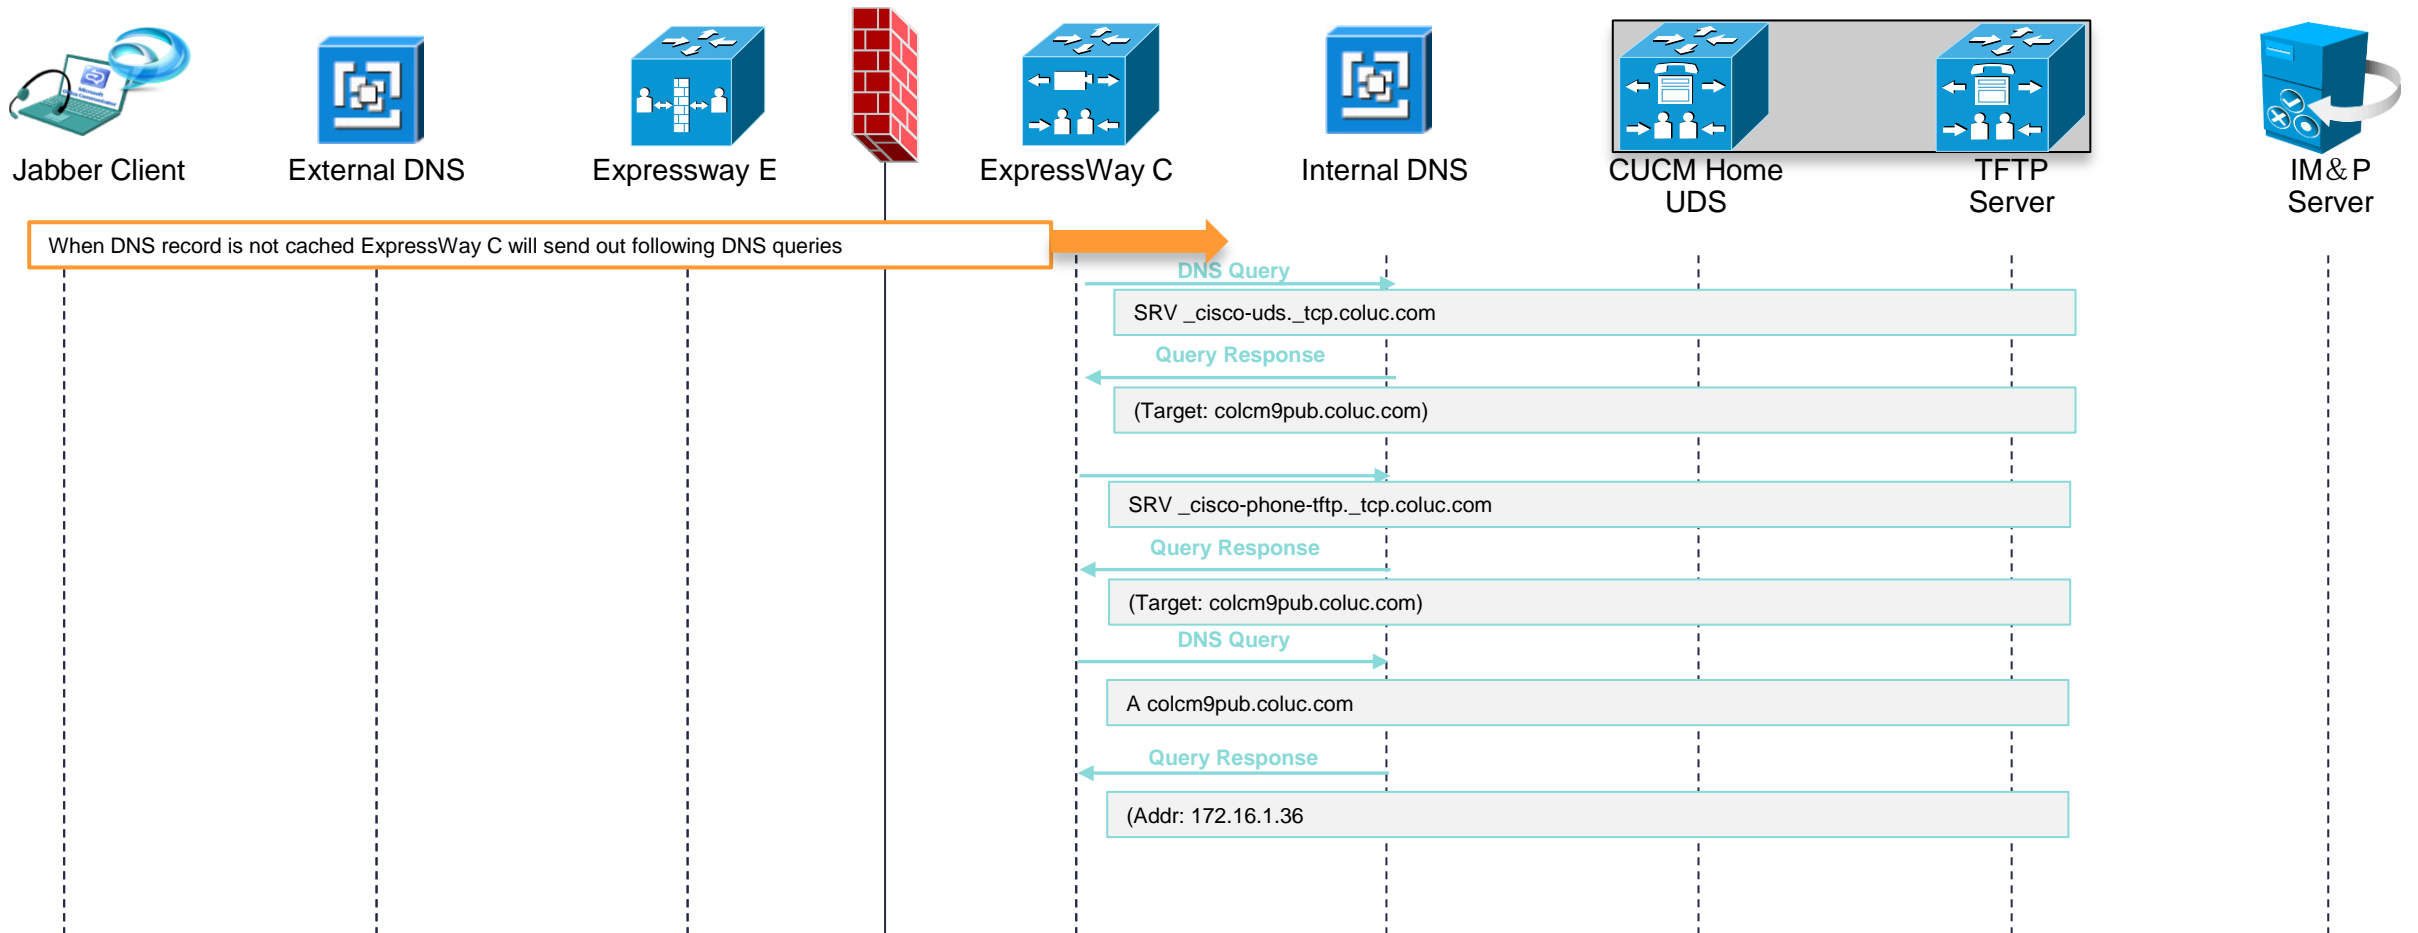 Microsoft
Office Communicator
Jabber Client
External DNS
Expressway E
ExpressWay C
Internal DNS
CUCM Home
UDS
TFTP
Server
IM&P
Server
When DNS record is not cached ExpressWay C will send out following DNS queries
DNS Query
SRV _cisco-uds._tcp.coluc.com
Query Response
(Target: colcm9pub.coluc.com)
SRV _cisco-phone-tftp._tcp.coluc.com
Query Response
(Target: colcm9pub.coluc.com)
DNS Query
A colcm9pub.coluc.com
Query Response
(Addr: 172.16.1.36